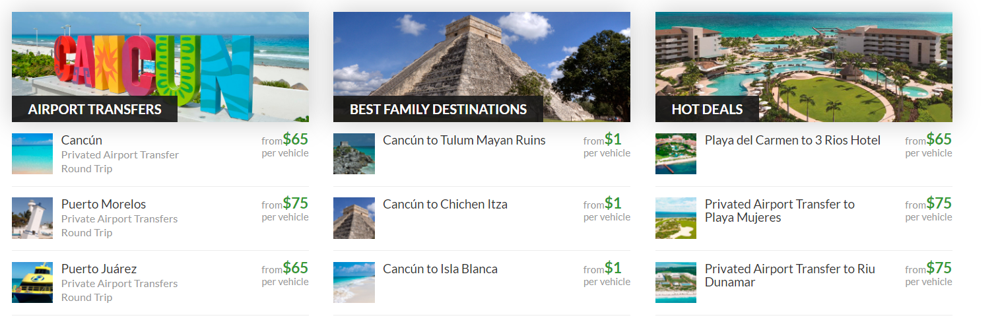 CANCUN
AIRPORT TRANSFERS
Cancún
from$65
Privated Airport Transfer
per vehicle
Round Trip
Puerto Morelos
from$75
Private Airport Transfers
per vehicle
Round Trip
Puerto Juárez
from$65
Private Airport Transfers
per vehicle
Round Trip
BEST FAMILY DESTINATIONS
Cancún to Tulum Mayan Ruins
from$1
per vehicle
Cancún to Chichen Itza
from$1
per vehicle
Cancún to Isla Blanca
from$1
per vehicle
HOT DEALS
Playa del Carmen to 3 Rios Hotel
from$65
per vehicle
Privated Airport Transfer to
Playa Mujeres
from$75
per vehicle
Privated Airport Transfer to Riu
Dunamar
from$75
per vehicle